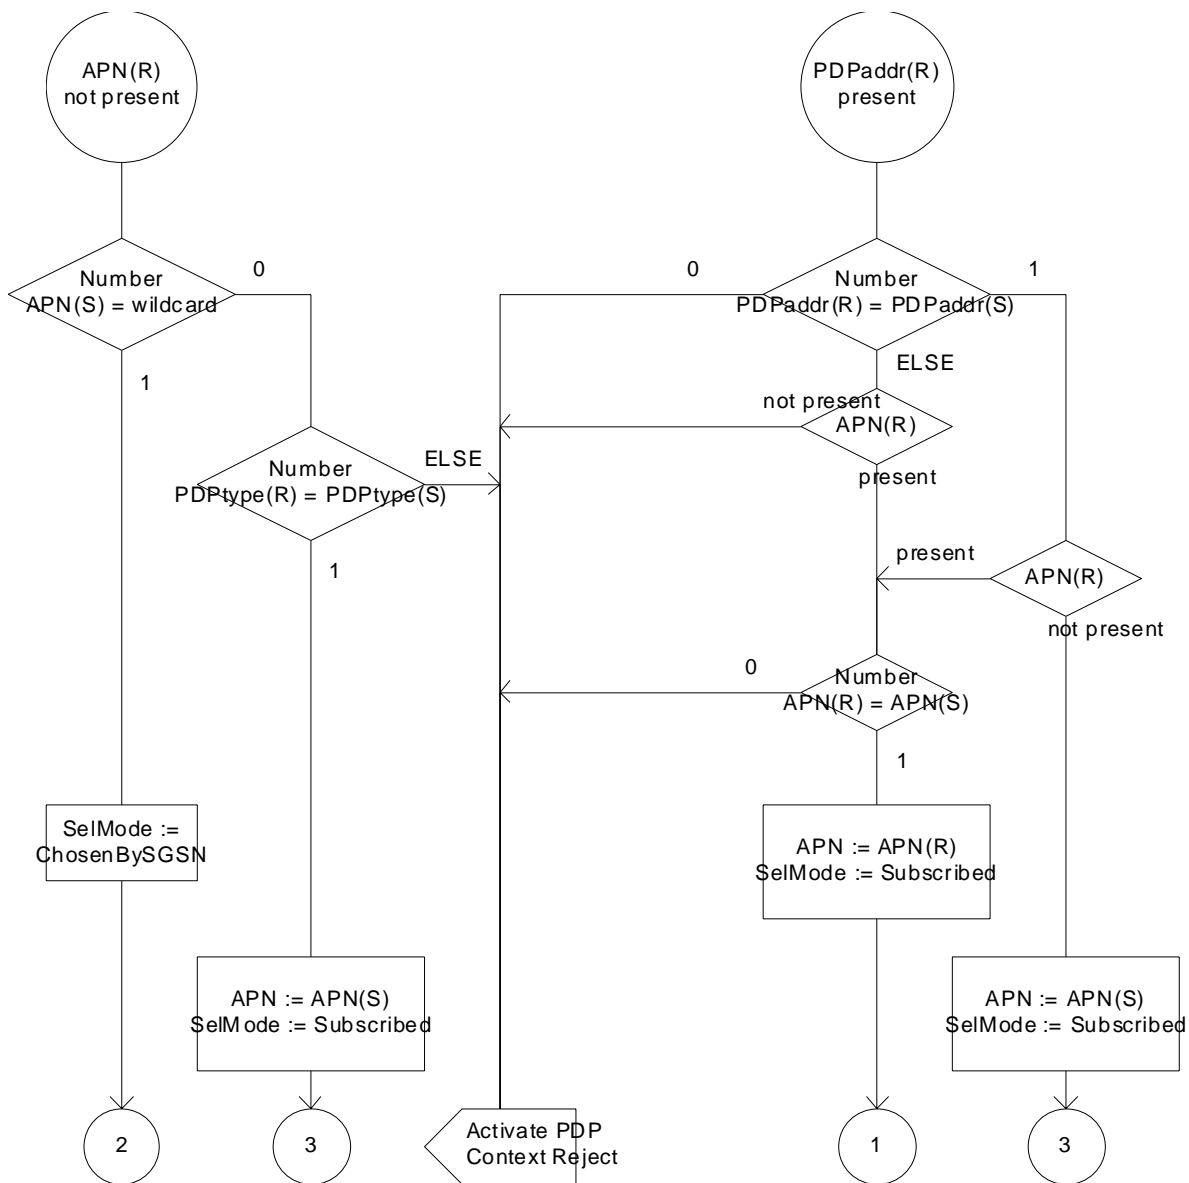 APN(R)
not present
PDPaddr(R)
present
Number
APN(S) = wildcard
0
1
0
Number
PDPaddr(R) = PDPaddr(S)
1
ELSE
not present
APN(R)
present
Number
PDPtype(R) = PDPtype(S)
ELSE
1
present
APN(R)
not present
0
Number
APN(R) = APN(S)
1
SelMode :=
ChosenBySGSN
APN := APN(R)
SelMode := Subscribed
APN := APN(S)
SelMode := Subscribed
APN := APN(S)
SelMode := Subscribed
2
3
Activate PDP
Context Reject
1
3